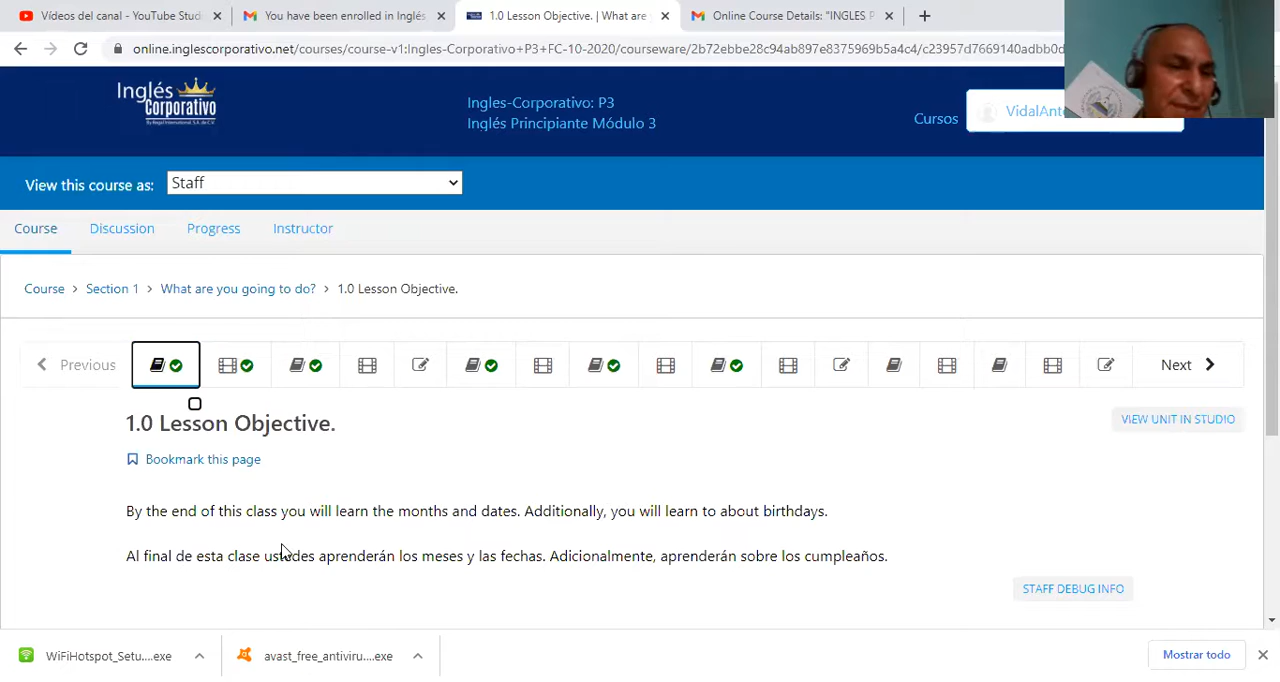 Vídeos del canal - YouTube Studi
You have been enrolled in Inglés
1.0 Lesson Objective. | What are
Online Course Details: "INGLES P
online.inglescorporativo.net/courses/course-v1:Ingles-Corporativo+P3+FC-10-2020/courseware/2b72ebbe28c94ab897e8375969b5a4c4/c23957d7669140adbb0d
Inglés
Corporativo
By Regal International S.A. de C.V.
Ingles-Corporativo: P3
Inglés Principiante Módulo 3
Cursos
VidalAnto
View this course as:
Staff
Course
Discussion
Progress
Instructor
Course > Section 1 > What are you going to do? > 1.0 Lesson Objective.
Previous
Next
1.0 Lesson Objective.
VIEW UNIT IN STUDIO
Bookmark this page
By the end of this class you will learn the months and dates. Additionally, you will learn to about birthdays.
Al final de esta clase ustedes aprenderán los meses y las fechas. Adicionalmente, aprenderán sobre los cumpleaños.
STAFF DEBUG INFO
WiFiHotspot_Setu....exe
avast_free_antiviru....exe
Mostrar todo